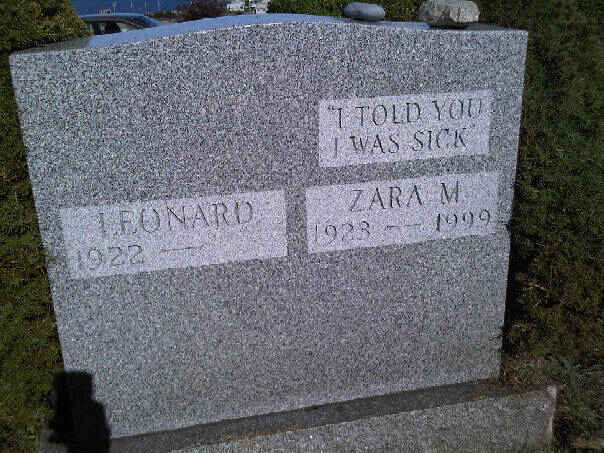 "I TOLD YOU
I WAS SICK
LEONARD
1922 —
ZARA M
1923 — 1999